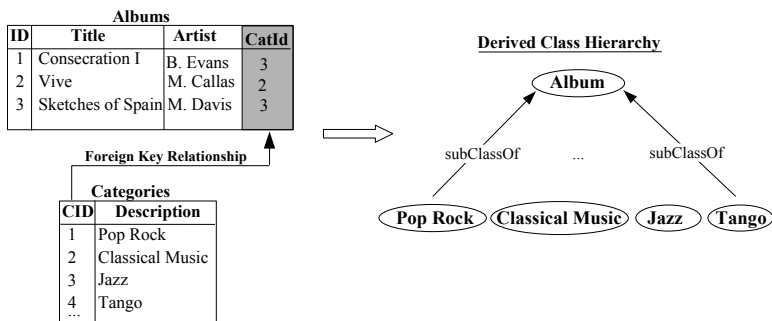 Albums
ID Title Artist CatId
1 Consecration I B. Evans 3
2 Vive M. Callas 2
3 Sketches of Spain M. Davis 3
Foreign Key Relationship
Categories
CID Description
1 Pop Rock
2 Classical Music
3 Jazz
4 Tango
...
Derived Class Hierarchy
Album
subClassOf ... subClassOf
Pop Rock Classical Music Jazz Tango